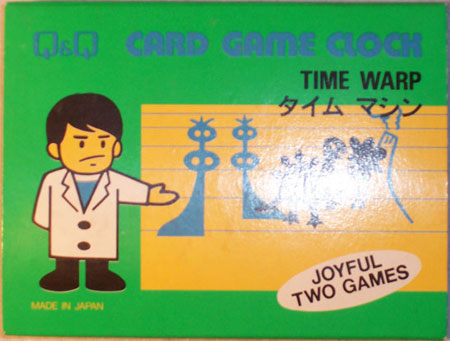 Q&Q CARD GAME CLOCK
TIME WARP
タイム マシン
JOYFUL
TWO GAMES
MADE IN JAPAN